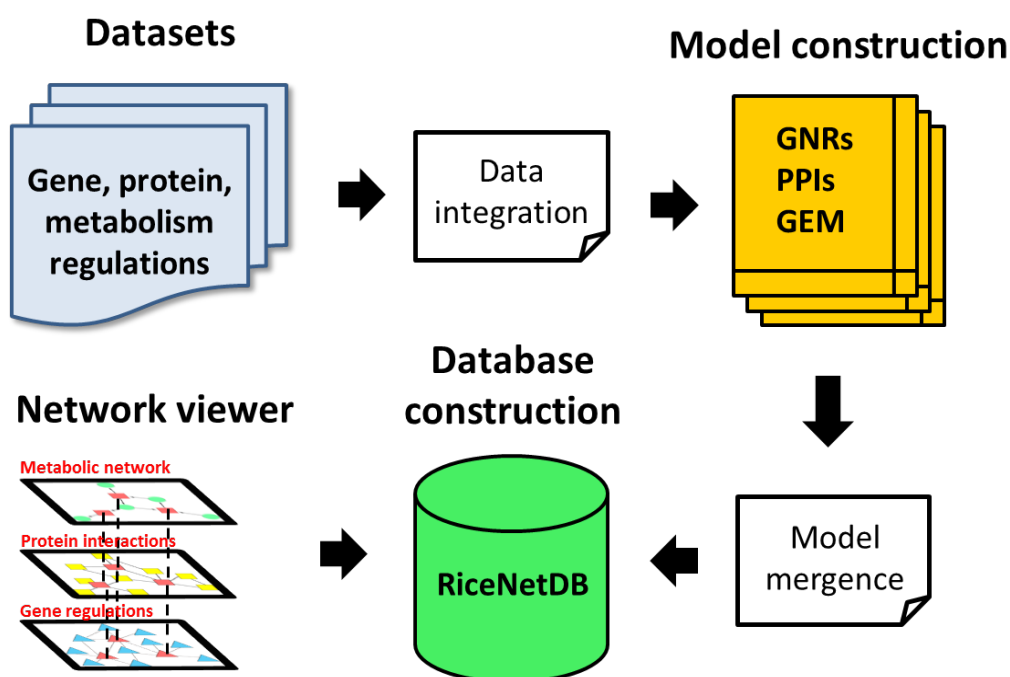 Datasets
Model construction
Gene, protein,
metabolism
regulations
Data
integration
GNRs
PPIs
GEM
Database
construction
Network viewer
Metabolic network
Protein interactions
Gene regulations
RiceNetDB
Model
mergence